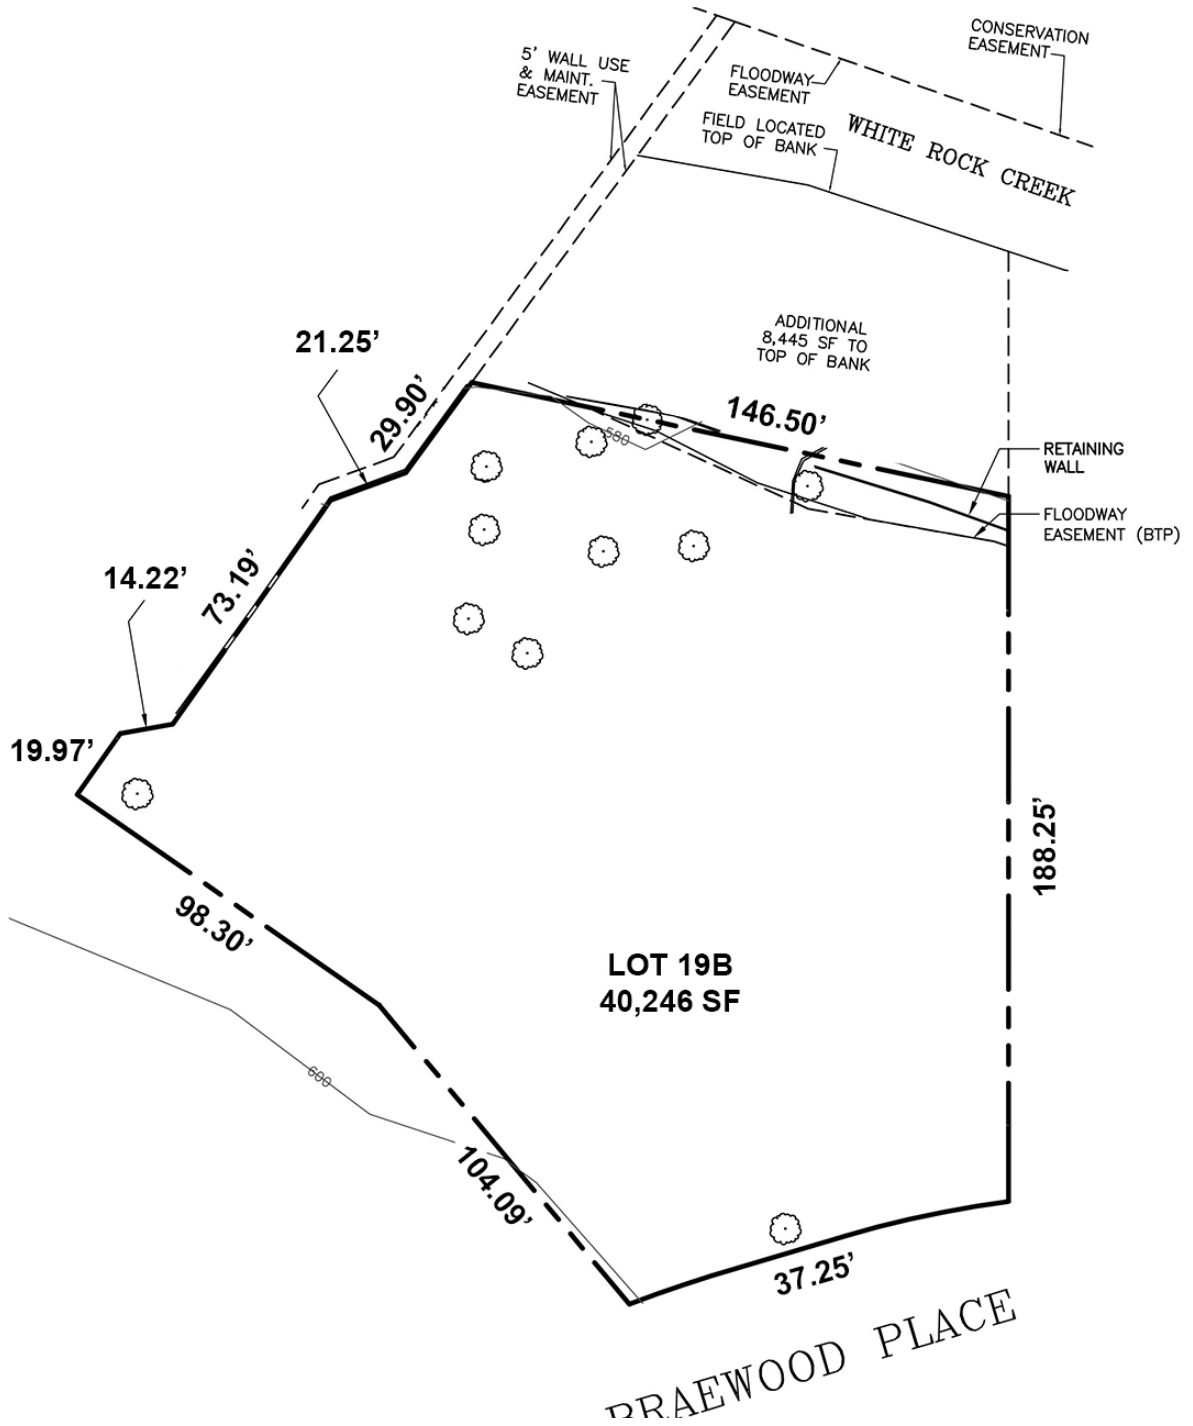 CONSERVATION
EASEMENT
5' WALL USE
& MAINT.
EASEMENT
FLOODWAY
EASEMENT
FIELD LOCATED
TOP OF BANK
WHITE ROCK CREEK
ADDITIONAL
8,445 SF TO
TOP OF BANK
21.25’
29.90’
146.50’
580
RETAINING
WALL
FLOODWAY
EASEMENT (BTP)
14.22’
73.19’
19.97’
188.25’
98.30’
LOT 19B
40,246 SF
600
104.09’
37.25’
BRAEWOOD PLACE